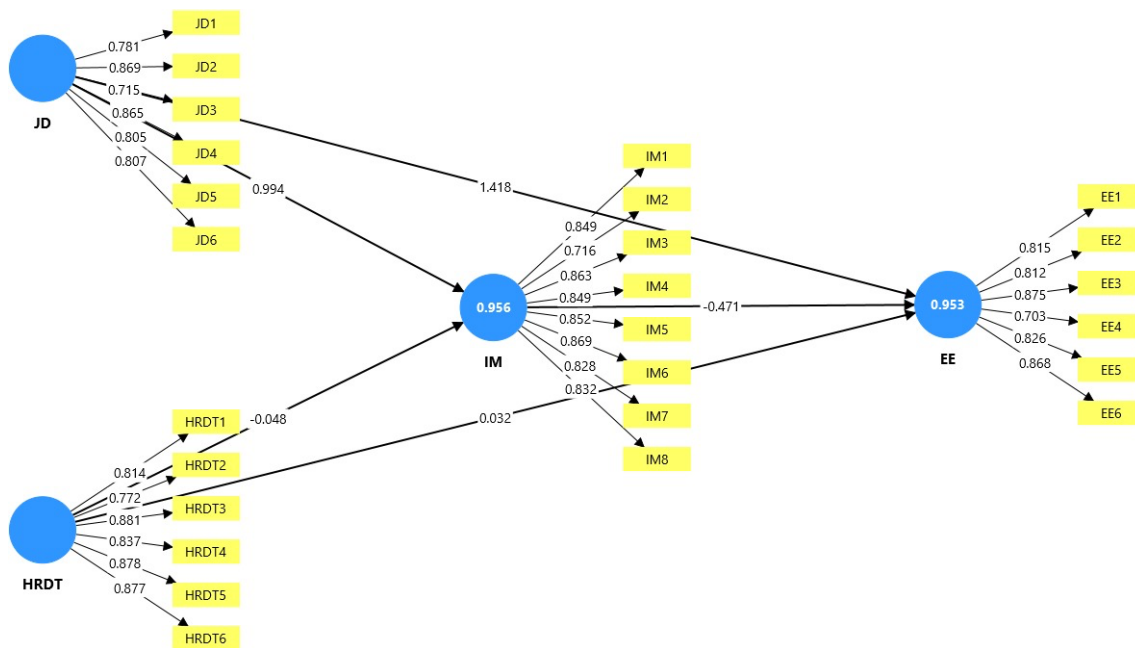 JD1
JD2
JD3
JD4
JD5
JD6
0.781
0.869
0.715
0.865
0.805
0.807
JD
0.994
1.418
IM1
IM2
IM3
IM4
IM5
IM6
IM7
IM8
0.849
0.716
0.863
0.849
0.852
0.869
0.828
0.832
0.956
IM
-0.471
EE1
EE2
EE3
EE4
EE5
EE6
0.815
0.812
0.875
0.703
0.826
0.868
0.953
EE
-0.048
0.032
HRDT1
HRDT2
HRDT3
HRDT4
HRDT5
HRDT6
0.814
0.772
0.881
0.837
0.878
0.877
HRDT